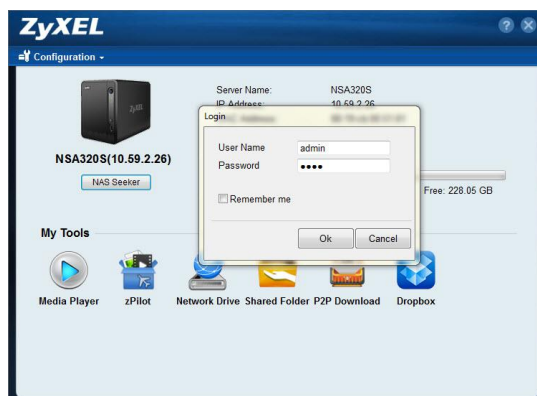 ZyXEL
Configuration
Server Name: NSA320S
IP Address: 10.59.2.26
Login
User Name admin
Password ••••
Remember me
Ok Cancel
NSA320S(10.59.2.26)
NAS Seeker
Free: 228.05 GB
My Tools
Media Player zPilot Network Drive Shared Folder P2P Download Dropbox